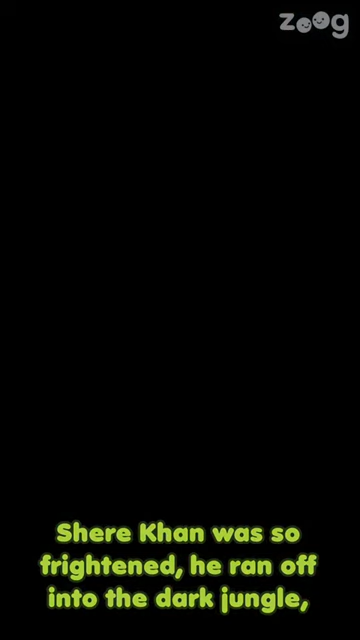 zoog
Shere Khan was so
frightened, he ran off
into the dark jungle,